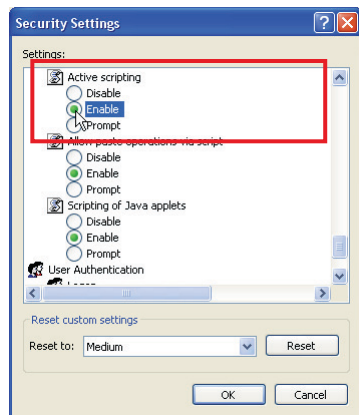 Security Settings
Settings:
Active scripting
Disable
Enable
Prompt
Allow paste operations via script
Disable
Enable
Prompt
Scripting of Java applets
Disable
Enable
Prompt
User Authentication
Logon
Reset custom settings
Reset to: Medium Reset
OK Cancel